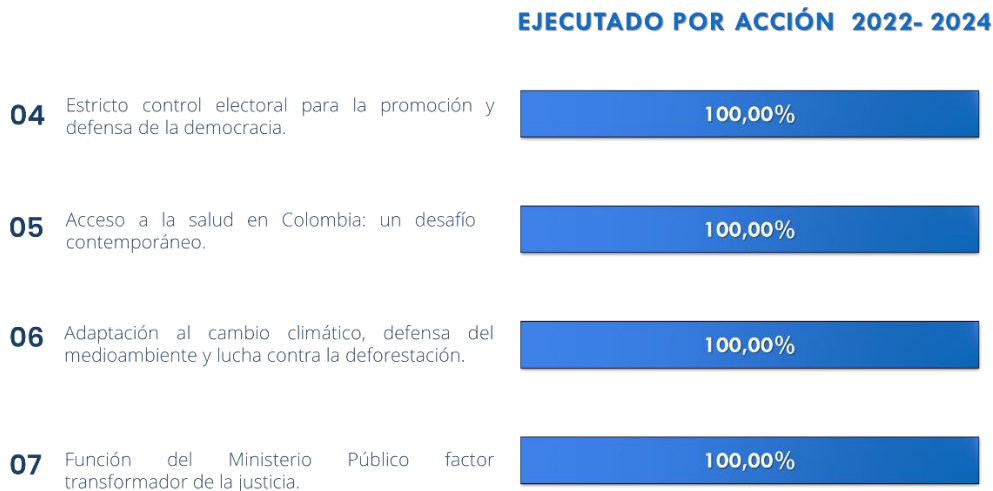 EJECUTADO POR ACCIÓN 2022- 2024
04
Estricto control electoral para la promoción y
defensa de la democracia.
100,00%
05
Acceso a la salud en Colombia: un desafío
contemporáneo.
100,00%
06
Adaptación al cambio climático, defensa del
medioambiente y lucha contra la deforestación.
100,00%
07
Función del Ministerio Público factor
transformador de la justicia.
100,00%